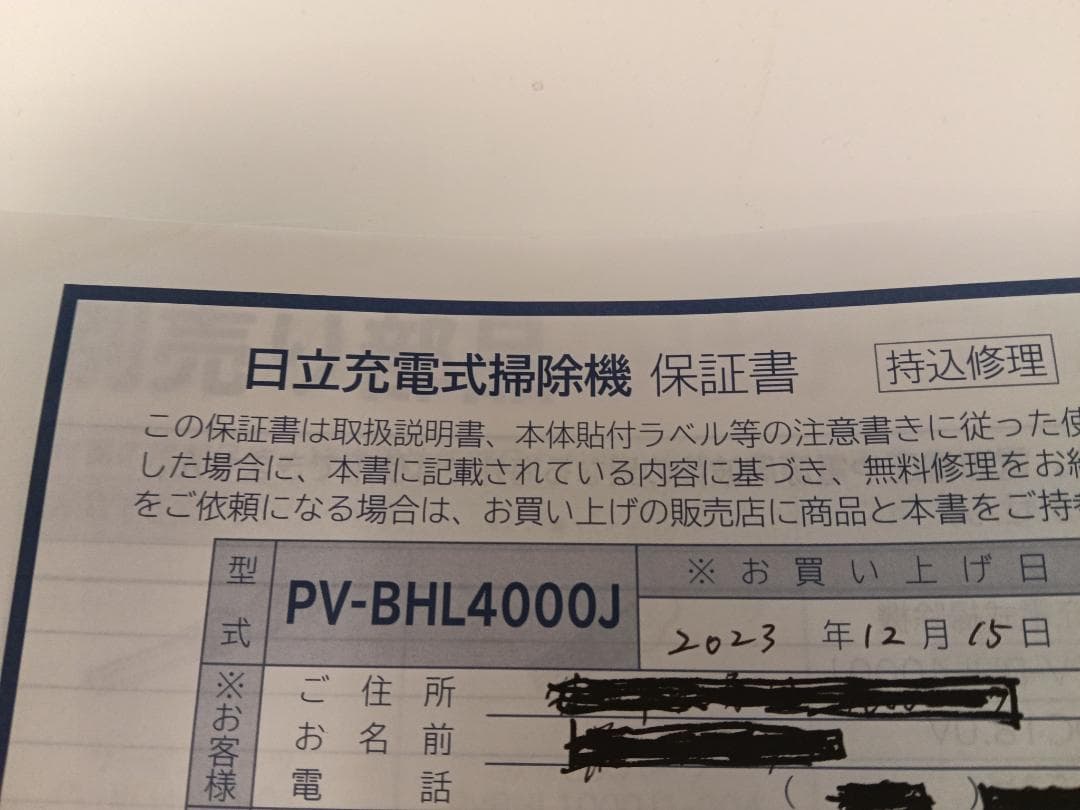 日立充電式掃除機 保証書 持込修理
この保証書は取扱説明書、本体貼付ラベル等の注意書きに従った使
した場合に、本書に記載されている内容に基づき、無料修理をお
をご依頼になる場合は、お買い上げの販売店に商品と本書をご持
型式 PV-BHL4000J ※お買い上げ日
2023年12月15日
※お客様 ご住所
お名前
電話 ( )